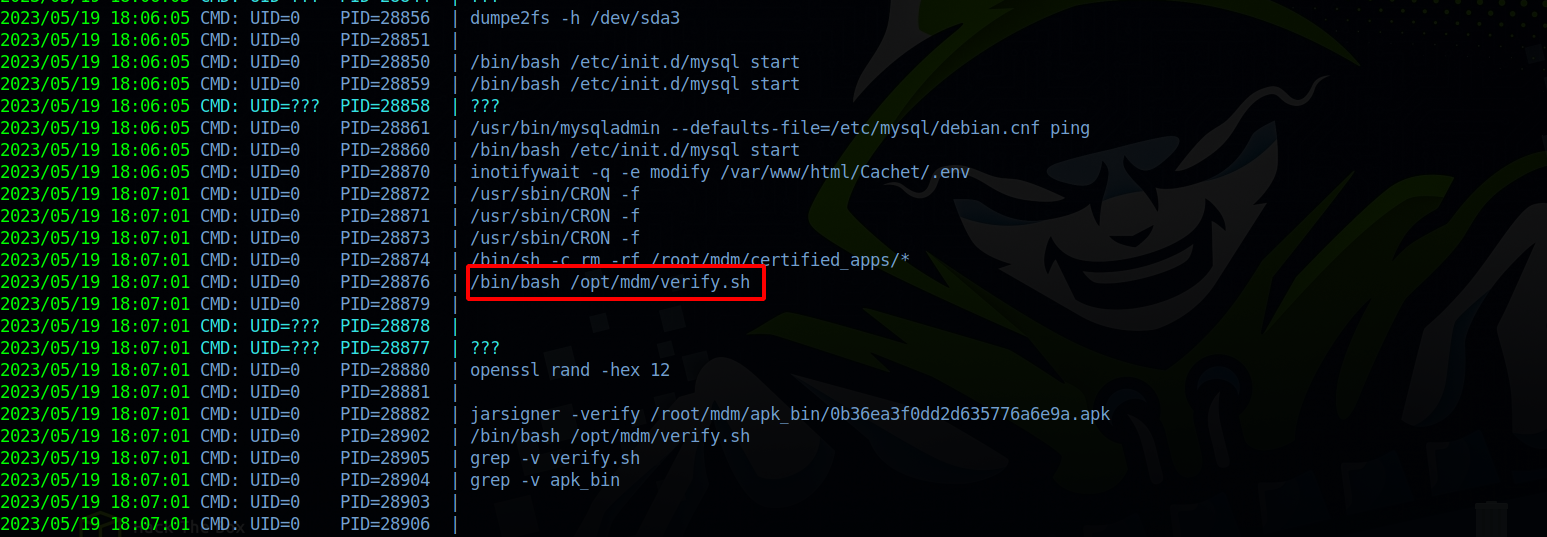 2023/05/19 18:06:05 CMD: UID=0    PID=28856  | dumpe2fs -h /dev/sda3
2023/05/19 18:06:05 CMD: UID=0    PID=28851  |
2023/05/19 18:06:05 CMD: UID=0    PID=28850  | /bin/bash /etc/init.d/mysql start
2023/05/19 18:06:05 CMD: UID=0    PID=28859  | /bin/bash /etc/init.d/mysql start
2023/05/19 18:06:05 CMD: UID=???  PID=28858  | ???
2023/05/19 18:06:05 CMD: UID=0    PID=28861  | /usr/bin/mysqladmin --defaults-file=/etc/mysql/debian.cnf ping
2023/05/19 18:06:05 CMD: UID=0    PID=28860  | /bin/bash /etc/init.d/mysql start
2023/05/19 18:06:05 CMD: UID=0    PID=28870  | inotifywait -q -e modify /var/www/html/Cachet/.env
2023/05/19 18:07:01 CMD: UID=0    PID=28872  | /usr/sbin/CRON -f
2023/05/19 18:07:01 CMD: UID=0    PID=28871  | /usr/sbin/CRON -f
2023/05/19 18:07:01 CMD: UID=0    PID=28873  | /usr/sbin/CRON -f
2023/05/19 18:07:01 CMD: UID=0    PID=28874  | /bin/sh -c rm -rf /root/mdm/certified_apps/*
2023/05/19 18:07:01 CMD: UID=0    PID=28876  | /bin/bash /opt/mdm/verify.sh
2023/05/19 18:07:01 CMD: UID=0    PID=28879  |
2023/05/19 18:07:01 CMD: UID=???  PID=28878  |
2023/05/19 18:07:01 CMD: UID=???  PID=28877  | ???
2023/05/19 18:07:01 CMD: UID=0    PID=28880  | openssl rand -hex 12
2023/05/19 18:07:01 CMD: UID=0    PID=28881  |
2023/05/19 18:07:01 CMD: UID=0    PID=28882  | jarsigner -verify /root/mdm/apk_bin/0b36ea3f0dd2d635776a6e9a.apk
2023/05/19 18:07:01 CMD: UID=0    PID=28902  | /bin/bash /opt/mdm/verify.sh
2023/05/19 18:07:01 CMD: UID=0    PID=28905  | grep -v verify.sh
2023/05/19 18:07:01 CMD: UID=0    PID=28904  | grep -v apk_bin
2023/05/19 18:07:01 CMD: UID=0    PID=28903  |
2023/05/19 18:07:01 CMD: UID=0    PID=28906  |